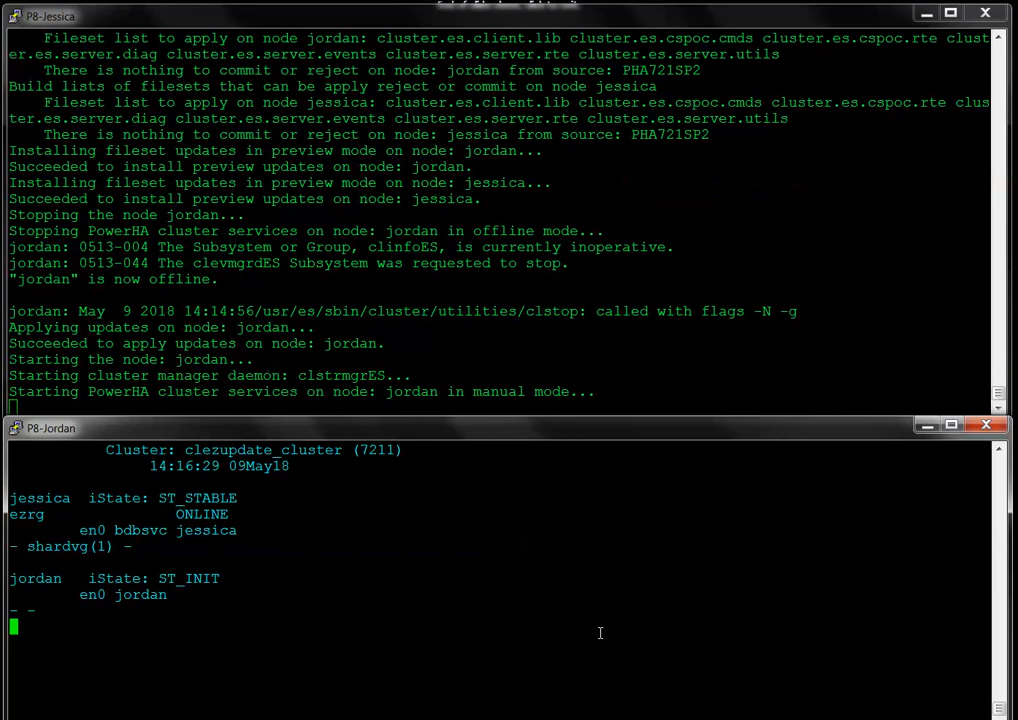 P8-Jessica
Fileset list to apply on node jordan: cluster.es.client.lib cluster.es.cspoc.cmds cluster.es.cspoc.rte clust
er.es.server.diag cluster.es.server.events cluster.es.server.rte cluster.es.server.utils
There is nothing to commit or reject on node: jordan from source: PHA721SP2
Build lists of filesets that can be apply reject or commit on node jessica
Fileset list to apply on node jessica: cluster.es.client.lib cluster.es.cspoc.cmds cluster.es.cspoc.rte clus
ter.es.server.diag cluster.es.server.events cluster.es.server.rte cluster.es.server.utils
There is nothing to commit or reject on node: jessica from source: PHA721SP2
Installing fileset updates in preview mode on node: jordan...
Succeeded to install preview updates on node: jordan.
Installing fileset updates in preview mode on node: jessica...
Succeeded to install preview updates on node: jessica.
Stopping the node jordan...
Stopping PowerHA cluster services on node: jordan in offline mode...
jordan: 0513-004 The Subsystem or Group, clinfoES, is currently inoperative.
jordan: 0513-044 The clevmgrdES Subsystem was requested to stop.
"jordan" is now offline.
jordan: May  9 2018 14:14:56/usr/es/sbin/cluster/utilities/clstop: called with flags -N -g
Applying updates on node: jordan...
Succeeded to apply updates on node: jordan.
Starting the node: jordan...
Starting cluster manager daemon: clstrmgrES...
Starting PowerHA cluster services on node: jordan in manual mode...
P8-Jordan
Cluster: clezupdate_cluster (7211)
14:16:29 09May18
jessica  iState: ST_STABLE
ezrg ONLINE
en0 bdbsvc jessica
- shardvg(1) -
jordan   iState: ST_INIT
en0 jordan
- -